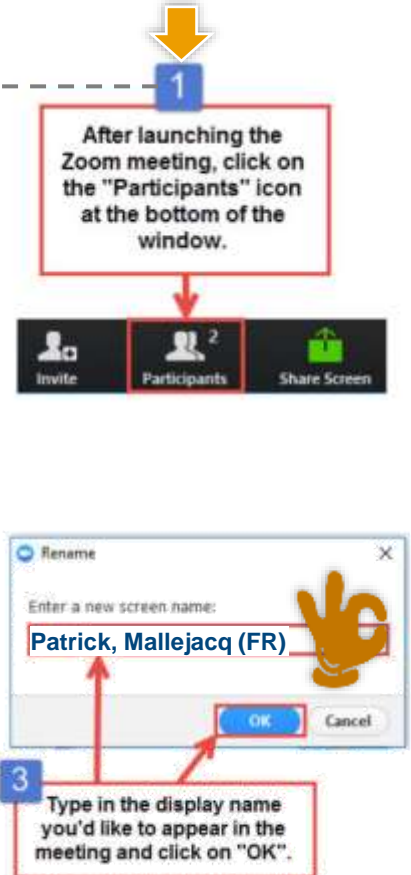 1
After launching the
Zoom meeting, click on
the "Participants" icon
at the bottom of the
window.
2
Invite Participants Share Screen
Rename
Enter a new screen name:
Patrick, Mallejacq (FR)
OK Cancel
3
Type in the display name
you'd like to appear in the
meeting and click on "OK".